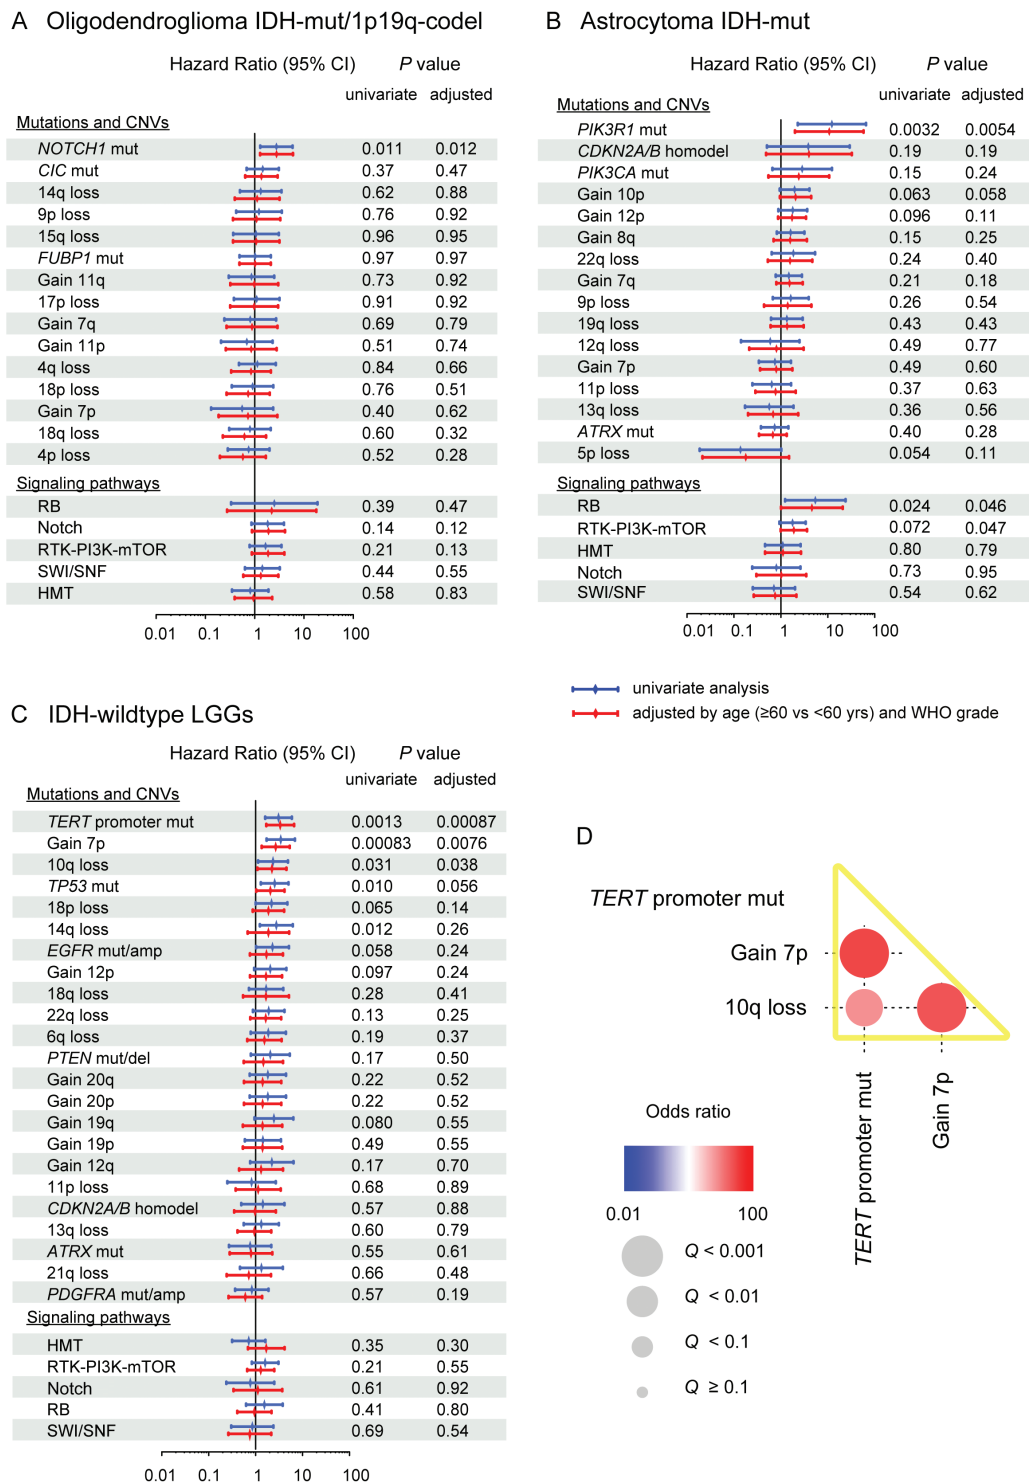 A Oligodendroglioma IDH-mut/1p19q-codel
Hazard Ratio (95% CI) P value
univariate adjusted
Mutations and CNVs
NOTCH1 mut 0.011 0.012
CIC mut 0.37 0.47
14q loss 0.62 0.88
9p loss 0.76 0.92
15q loss 0.96 0.95
FUBP1 mut 0.97 0.97
Gain 11q 0.73 0.92
17p loss 0.91 0.92
Gain 7q 0.69 0.79
Gain 11p 0.51 0.74
4q loss 0.84 0.66
18p loss 0.76 0.51
Gain 7p 0.40 0.62
18q loss 0.60 0.32
4p loss 0.52 0.28
Signaling pathways
RB 0.39 0.47
Notch 0.14 0.12
RTK-PI3K-mTOR 0.21 0.13
SWI/SNF 0.44 0.55
HMT 0.58 0.83
0.01 0.1 1 10 100
B Astrocytoma IDH-mut
Hazard Ratio (95% CI) P value
univariate adjusted
Mutations and CNVs
PIK3R1 mut 0.0032 0.0054
CDKN2A/B homodel 0.19 0.19
PIK3CA mut 0.15 0.24
Gain 10p 0.063 0.058
Gain 12p 0.096 0.11
Gain 8q 0.15 0.25
22q loss 0.24 0.40
Gain 7q 0.21 0.18
9p loss 0.26 0.54
19q loss 0.43 0.43
12q loss 0.49 0.77
Gain 7p 0.49 0.60
11p loss 0.37 0.63
13q loss 0.36 0.56
ATRX mut 0.40 0.28
5p loss 0.054 0.11
Signaling pathways
RB 0.024 0.046
RTK-PI3K-mTOR 0.072 0.047
HMT 0.80 0.79
Notch 0.73 0.95
SWI/SNF 0.54 0.62
0.01 0.1 1 10 100
univariate analysis
adjusted by age (≥60 vs <60 yrs) and WHO grade
C IDH-wildtype LGGs
Hazard Ratio (95% CI) P value
univariate adjusted
Mutations and CNVs
TERT promoter mut 0.0013 0.00087
Gain 7p 0.00083 0.0076
10q loss 0.031 0.038
TP53 mut 0.010 0.056
18p loss 0.065 0.14
14q loss 0.012 0.26
EGFR mut/amp 0.058 0.24
Gain 12p 0.097 0.24
18q loss 0.28 0.41
22q loss 0.13 0.25
6q loss 0.19 0.37
PTEN mut/del 0.17 0.50
Gain 20q 0.22 0.52
Gain 20p 0.22 0.52
Gain 19q 0.080 0.55
Gain 19p 0.49 0.55
Gain 12q 0.17 0.70
11p loss 0.68 0.89
CDKN2A/B homodel 0.57 0.88
13q loss 0.60 0.79
ATRX mut 0.55 0.61
21q loss 0.66 0.48
PDGFRA mut/amp 0.57 0.19
Signaling pathways
HMT 0.35 0.30
RTK-PI3K-mTOR 0.21 0.55
Notch 0.61 0.92
RB 0.41 0.80
SWI/SNF 0.69 0.54
0.01 0.1 1 10 100
D
TERT promoter mut
Gain 7p
10q loss
TERT promoter mut
Gain 7p
Odds ratio
0.01 100
Q < 0.001
Q < 0.01
Q < 0.1
Q ≥ 0.1